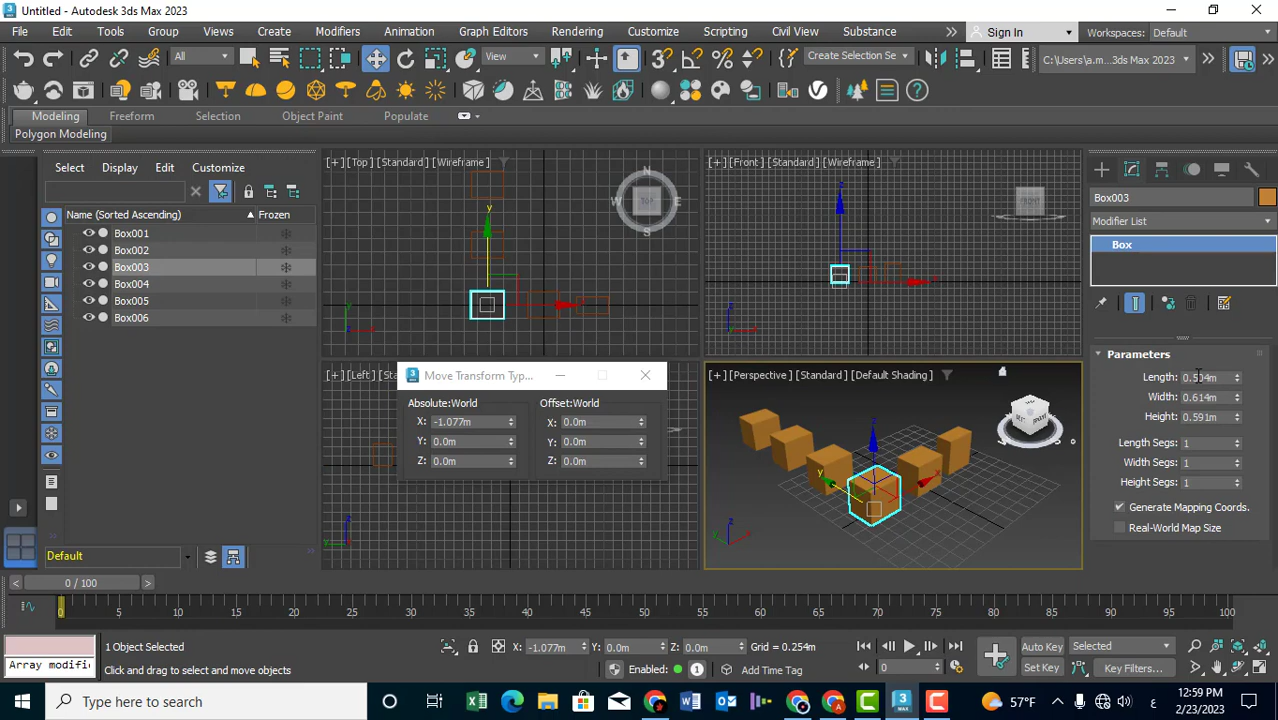 Untitled - Autodesk 3ds Max 2023
File Edit Tools Group Views Create Modifiers Animation Graph Editors Rendering Customize Scripting Civil View Substance Sign In Workspaces: Default
All View Create Selection Se C:\Users\a.m...3ds Max 2023
Modeling Freeform Selection Object Paint Populate
Polygon Modeling
Select Display Edit Customize
Name (Sorted Ascending) Frozen
Box001
Box002
Box003
Box004
Box005
Box006
Default
[+] [Top] [Standard] [Wireframe]
N
W TOP E
S
y
[+] [Front] [Standard] [Wireframe]
FRONT
z
[+] [Left] [Sta
Move Transform Typ...
Absolute:World Offset:World
X: -1.077m X: 0.0m
Y: 0.0m Y: 0.0m
Z: 0.0m Z: 0.0m
[+] [Perspective] [Standard] [Default Shading]
z
y
x
Box003
Modifier List
Box
Parameters
Length: 0.504m
Width: 0.614m
Height: 0.591m
Length Segs: 1
Width Segs: 1
Height Segs: 1
Generate Mapping Coords.
Real-World Map Size
0 / 100
0 5 10 15 20 25 30 35 40 45 50 55 60 65 70 75 80 85 90 95 100
1 Object Selected X: -1.077m Y: 0.0m Z: 0.0m Grid = 0.254m Auto Key Selected
Array modifi Click and drag to select and move objects Enabled: 1 Add Time Tag 0 Set Key Key Filters...
Type here to search 57°F ع 12:59 PM
2/23/2023